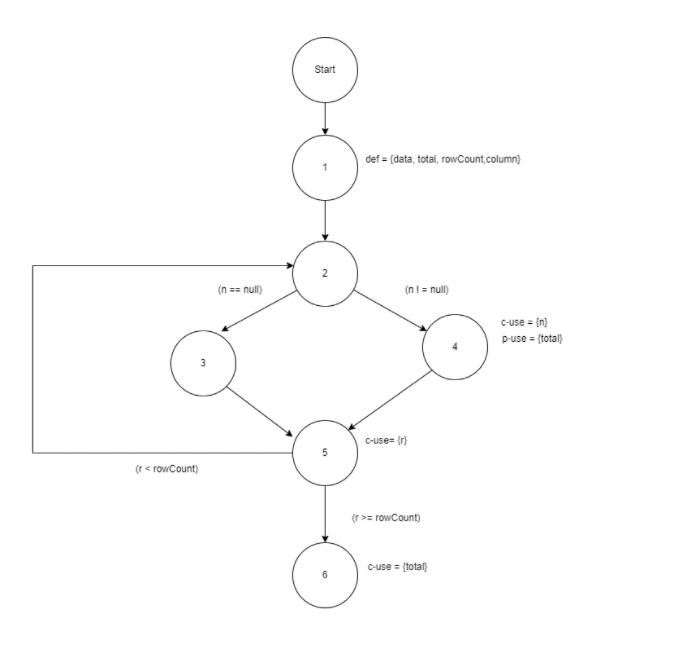 Start
1
def = {data, total, rowCount,column}
2
(n == null)
(n ! = null)
3
4
c-use = {n}
p-use = {total}
5
c-use= {r}
(r < rowCount)
(r >= rowCount)
6
c-use = {total}